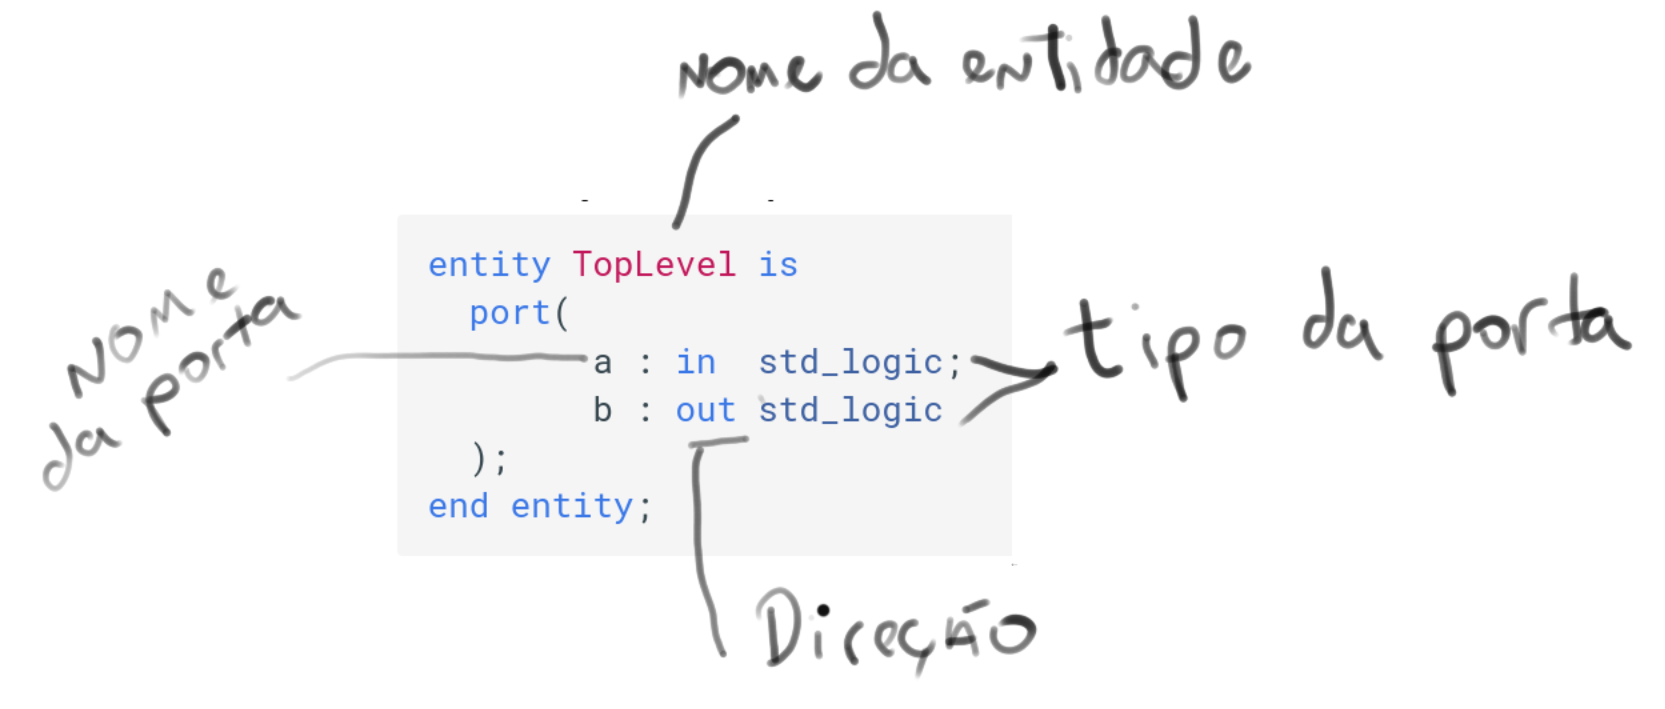 Nome da entidade
entity TopLevel is
port(
a : in std_logic;
b : out std_logic
);
end entity;
Nome
da porta
tipo da porta
Direção